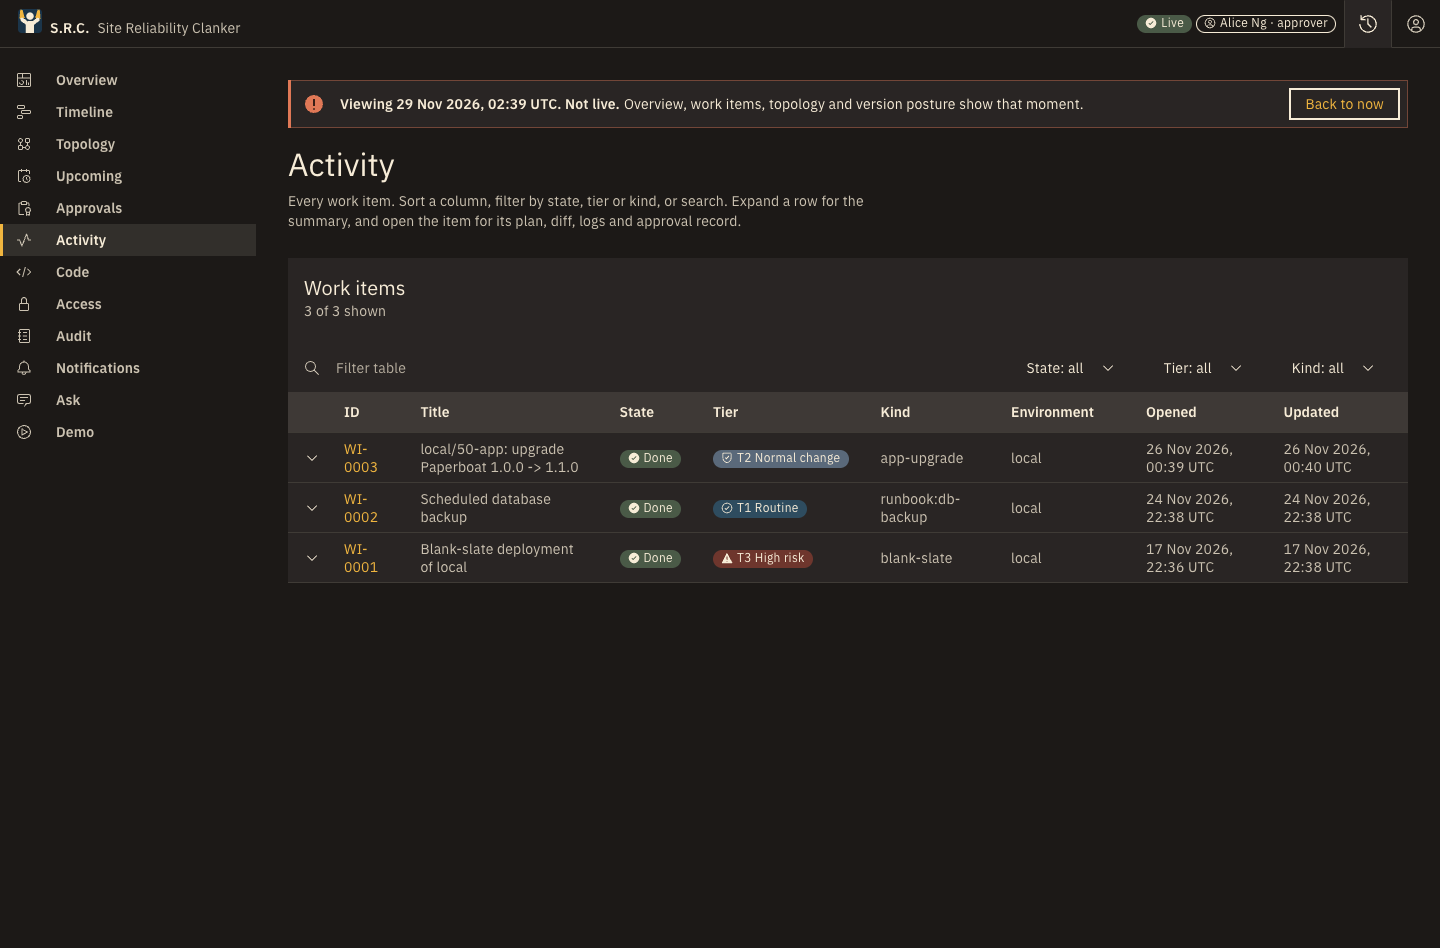 S.R.C. Site Reliability Clanker
Live
Alice Ng · approver
Overview
Timeline
Topology
Upcoming
Approvals
Activity
Code
Access
Audit
Notifications
Ask
Demo
Viewing 29 Nov 2026, 02:39 UTC. Not live. Overview, work items, topology and version posture show that moment.
Back to now
Activity
Every work item. Sort a column, filter by state, tier or kind, or search. Expand a row for the
summary, and open the item for its plan, diff, logs and approval record.
Work items
3 of 3 shown
Filter table
State: all
Tier: all
Kind: all
ID Title State Tier Kind Environment Opened Updated
WI-
0003
local/50-app: upgrade
Paperboat 1.0.0 -> 1.1.0
Done
T2 Normal change
app-upgrade
local
26 Nov 2026,
00:39 UTC
26 Nov 2026,
00:40 UTC
WI-
0002
Scheduled database
backup
Done
T1 Routine
runbook:db-
backup
local
24 Nov 2026,
22:38 UTC
24 Nov 2026,
22:38 UTC
WI-
0001
Blank-slate deployment
of local
Done
T3 High risk
blank-slate
local
17 Nov 2026,
22:36 UTC
17 Nov 2026,
22:38 UTC